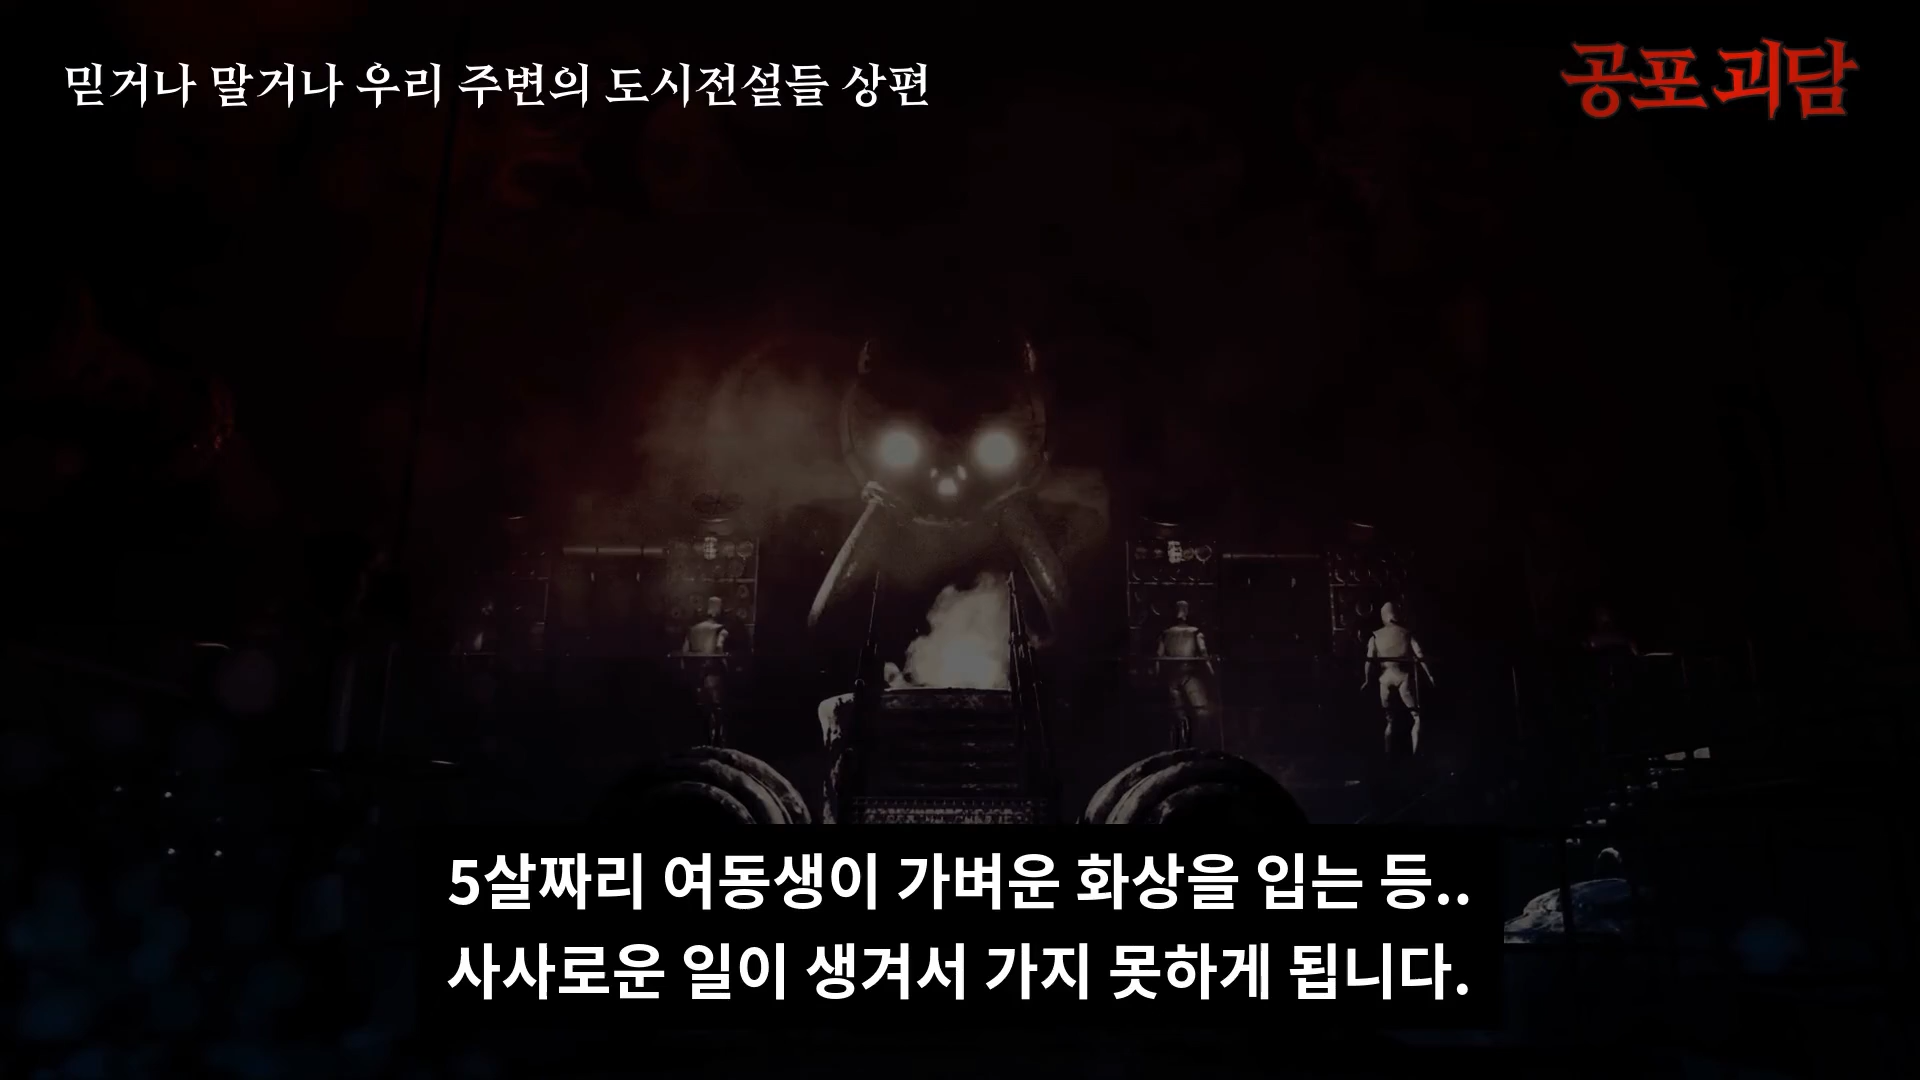 믿거나 말거나 우리 주변의 도시전설들 상편
공포 괴담
5살짜리 여동생이 가벼운 화상을 입는 등..
사사로운 일이 생겨서 가지 못하게 됩니다.